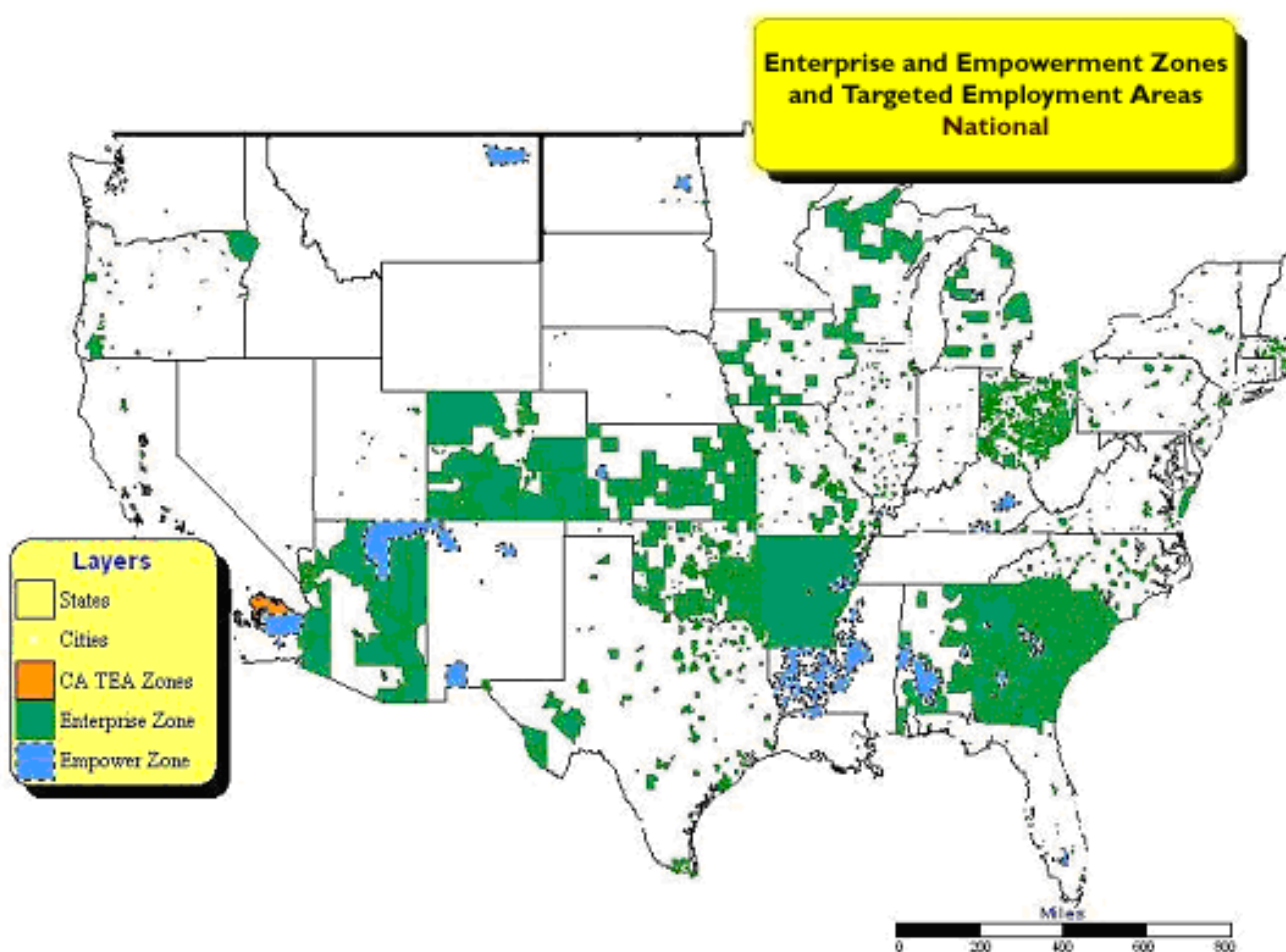 Enterprise and Empowerment Zones
and Targeted Employment Areas
National
Layers
States
Cities
CA TEA Zones
Enterprise Zone
Empower Zone
Miles
0 200 400 600 800